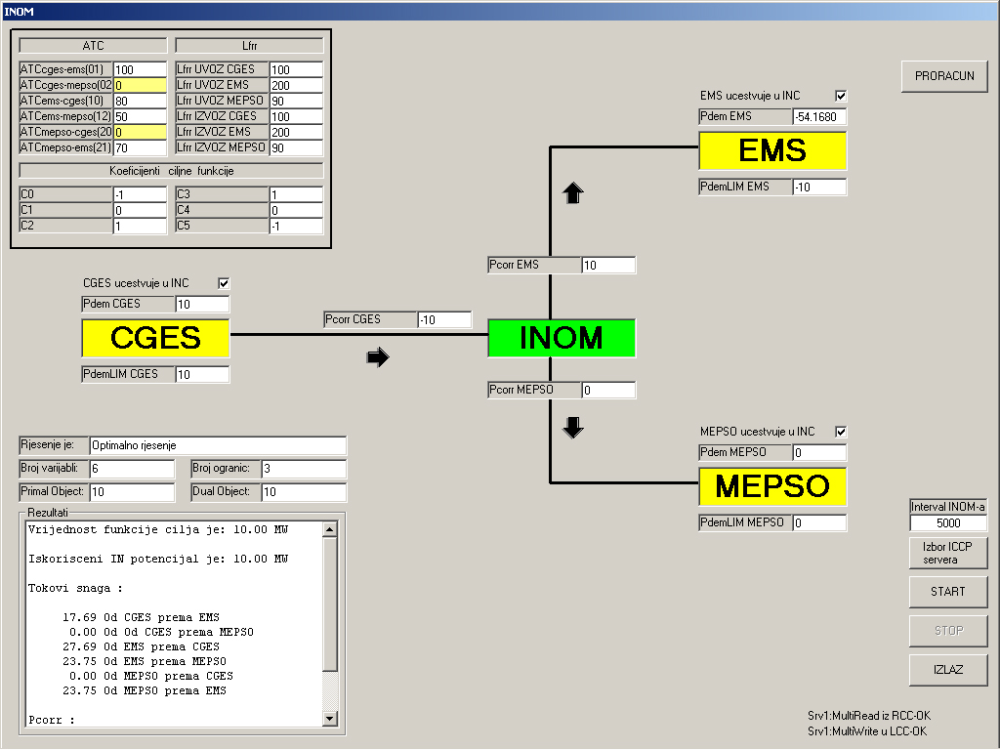 INOM
ATC Lfrr
ATCcges-ems(01) 100 Lfrr UVOZ CGES 100
ATCcges-mepso(02 0 Lfrr UVOZ EMS 200
ATCems-cges(10) 80 Lfrr UVOZ MEPSO 90
ATCems-mepso(12) 50 Lfrr IZVOZ CGES 100
ATCmepso-cges(20 0 Lfrr IZVOZ EMS 200
ATCmepso-ems(21) 70 Lfrr IZVOZ MEPSO 90
Koeficijenti ciljne funkcije
C0 -1 C3 1
C1 0 C4 0
C2 1 C5 -1
PRORACUN
EMS ucestvuje u INC
Pdem EMS -54.1680
EMS
PdemLIM EMS -10
Pcorr EMS 10
CGES ucestvuje u INC
Pdem CGES 10
CGES
PdemLIM CGES 10
Pcorr CGES -10
INOM
Pcorr MEPSO 0
MEPSO ucestvuje u INC
Pdem MEPSO 0
MEPSO
PdemLIM MEPSO 0
Rjesenje je: Optimalno rjesenje
Broj varijabli: 6 Broj ogranic: 3
Primal Object: 10 Dual Object: 10
Rezultati
Vrijednost funkcije cilja je: 10.00 MW
Iskorisceni IN potencijal je: 10.00 MW
Tokovi snaga :
17.69 Od CGES prema EMS
0.00 Od Od CGES prema MEPSO
27.69 Od EMS prema CGES
23.75 Od EMS prema MEPSO
0.00 Od MEPSO prema CGES
23.75 Od MEPSO prema EMS
Pcorr :
Interval INOM-a
5000
Izbor ICCP
servera
START
STOP
IZLAZ
Srv1:MultiRead iz RCC-OK
Srv1:MultiWrite u LCC-OK